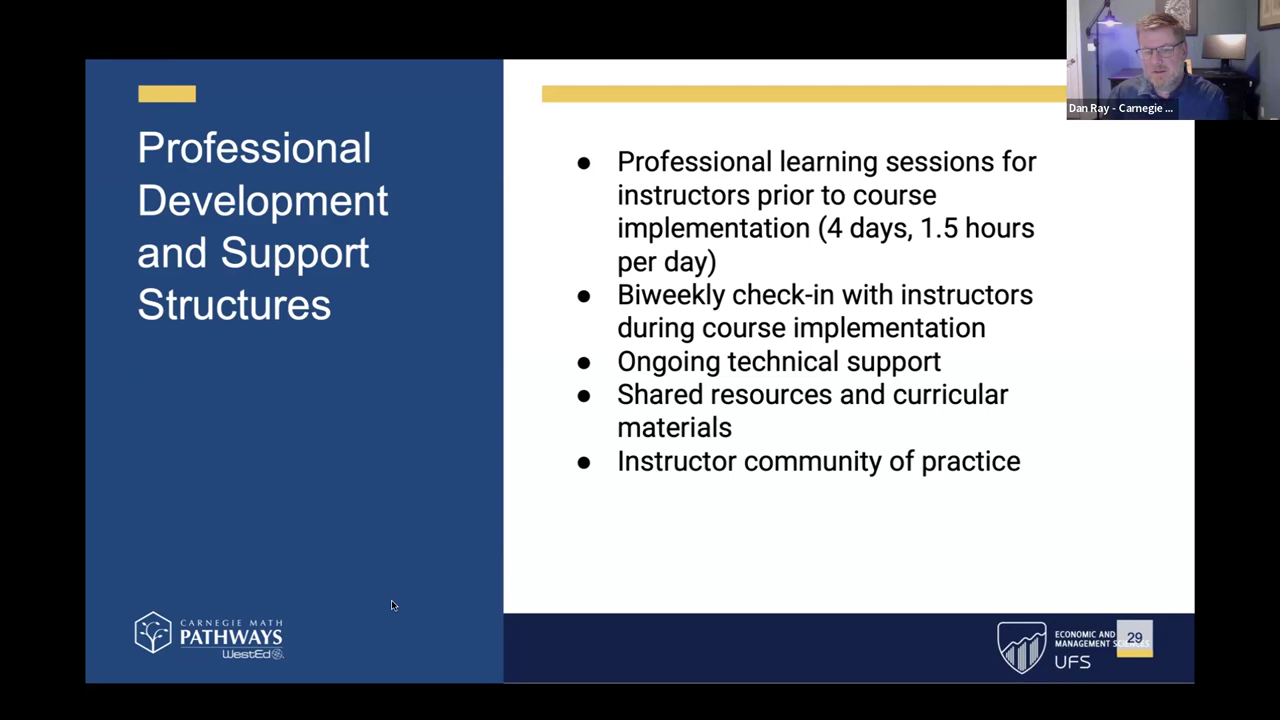 Dan Ray - Carnegie ...
Professional
Development
and Support
Structures
● Professional learning sessions for
instructors prior to course
implementation (4 days, 1.5 hours
per day)
● Biweekly check-in with instructors
during course implementation
● Ongoing technical support
● Shared resources and curricular
materials
● Instructor community of practice
CARNEGIE MATH
PATHWAYS
WestEd
ECONOMIC AND
MANAGEMENT SCIENCES
UFS
29